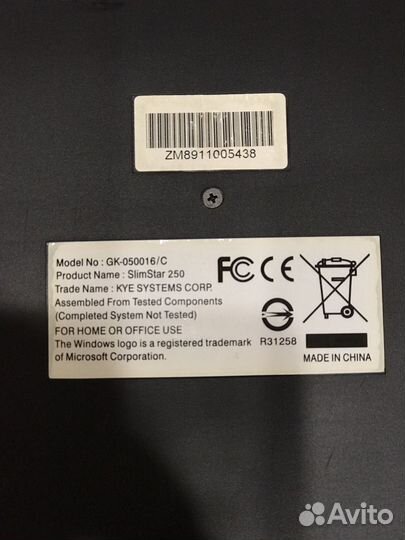 ZM8911005438
Model No : GK-050016/C
Product Name : SlimStar 250
Trade Name : KYE SYSTEMS CORP.
Assembled From Tested Components
(Completed System Not Tested)
FOR HOME OR OFFICE USE
The Windows logo is a registered trademark
of Microsoft Corporation.
FC CE
R31258
MADE IN CHINA
Avito